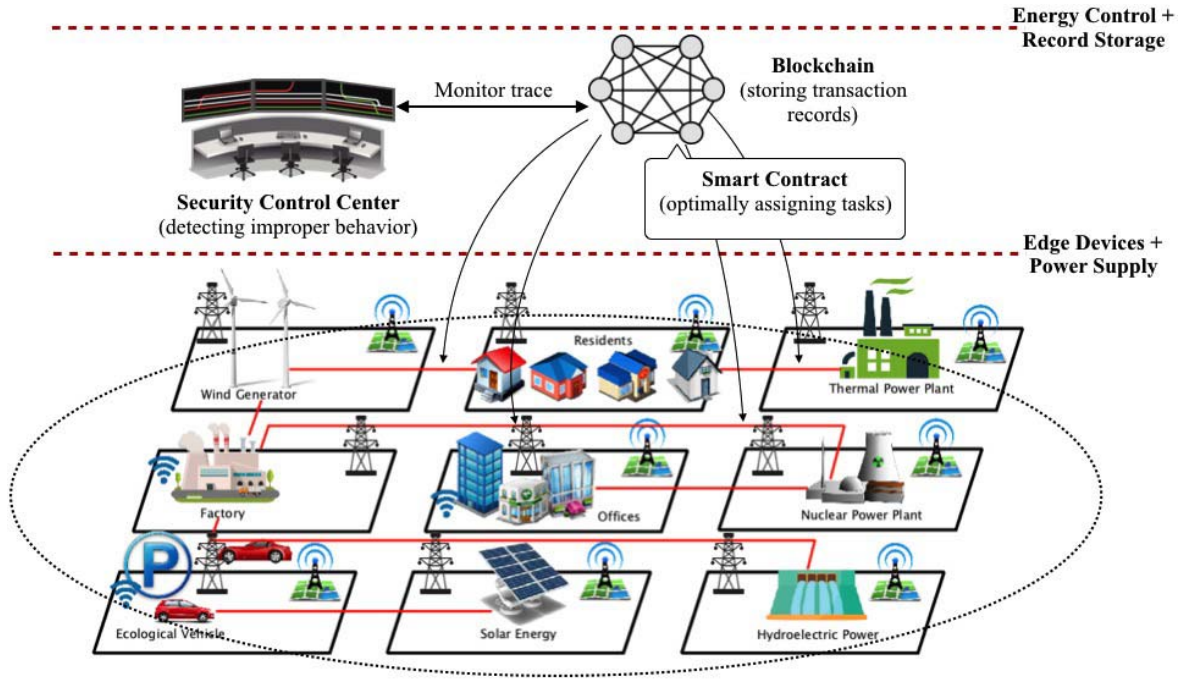 Energy Control +
Record Storage
Blockchain
(storing transaction
records)
Monitor trace
Smart Contract
(optimally assigning tasks)
Security Control Center
(detecting improper behavior)
Edge Devices +
Power Supply
Residents
Wind Generator
Thermal Power Plant
Factory
Offices
Nuclear Power Plant
P
Ecological Vehicle
Solar Energy
Hydroelectric Power